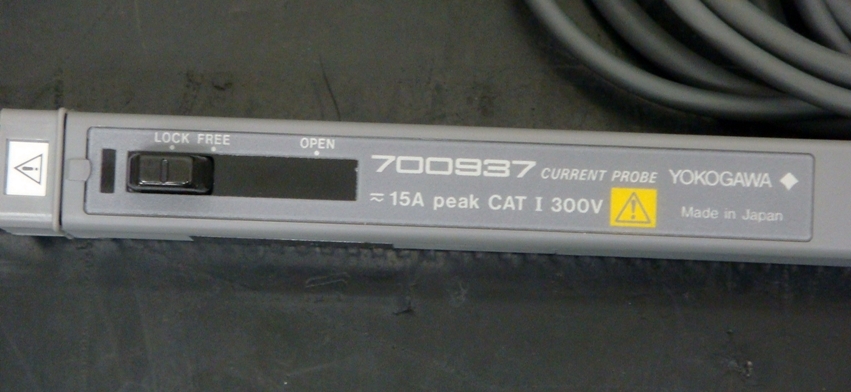 LOCK FREE OPEN
700937 CURRENT PROBE YOKOGAWA
≂ 15A peak CAT I 300V
Made in Japan